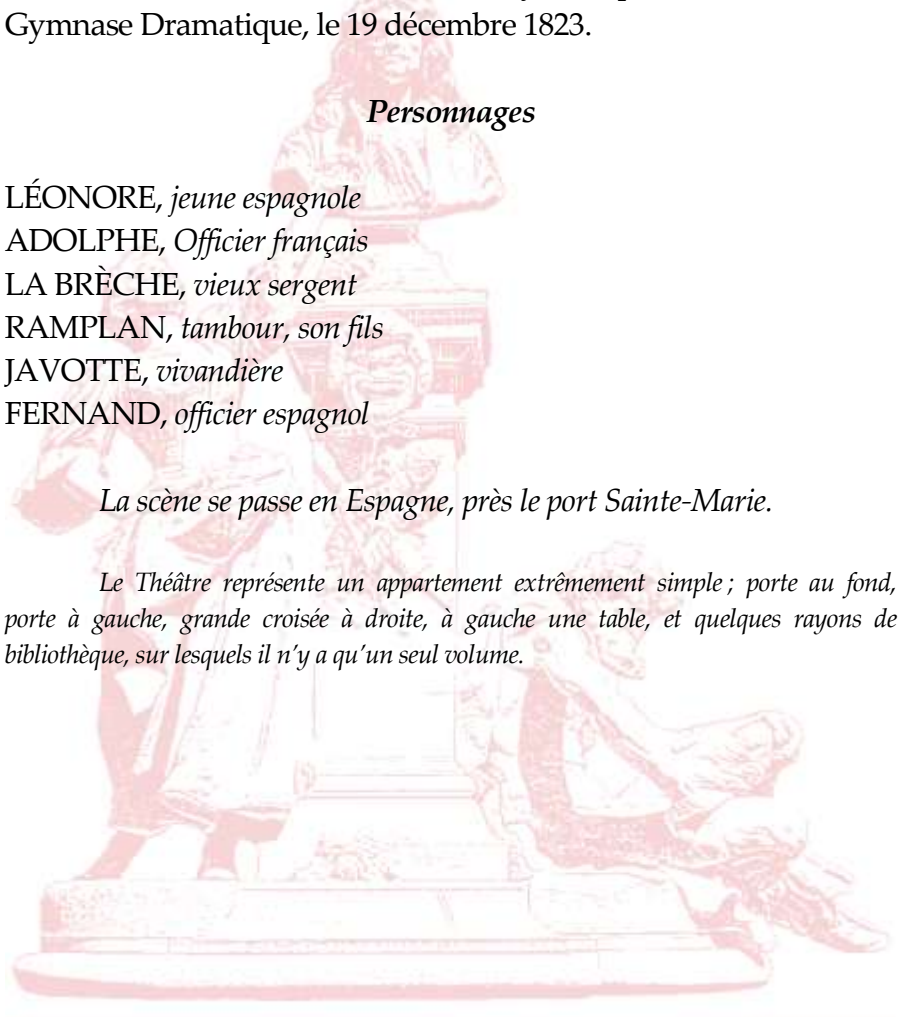 Gymnase Dramatique, le 19 décembre 1823.
Personnages
LÉONORE, jeune espagnole
ADOLPHE, Officier français
LA BRÈCHE, vieux sergent
RAMPLAN, tambour, son fils
JAVOTTE, vivandière
FERNAND, officier espagnol
La scène se passe en Espagne, près le port Sainte-Marie.
Le Théâtre représente un appartement extrêmement simple ; porte au fond,
porte à gauche, grande croisée à droite, à gauche une table, et quelques rayons de
bibliothèque, sur lesquels il n'y a qu'un seul volume.